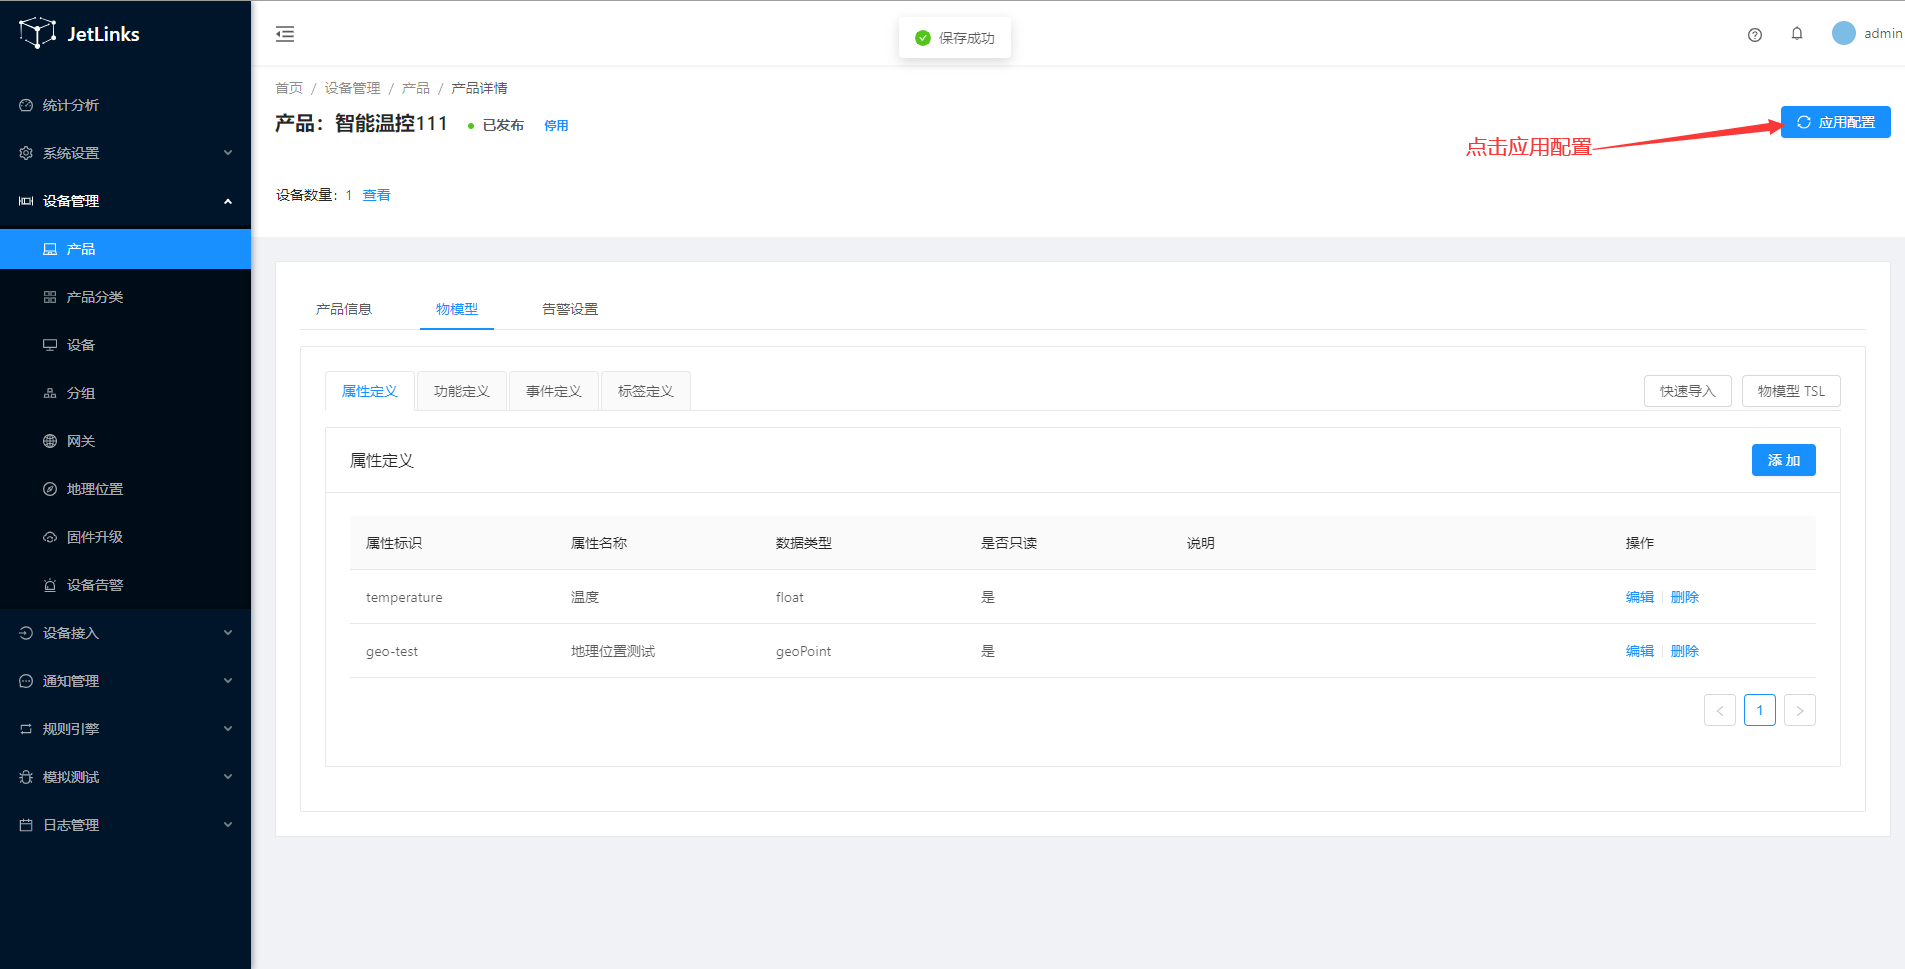 JetLinks
保存成功
admin
统计分析
系统设置
设备管理
产品
产品分类
设备
分组
网关
地理位置
固件升级
设备告警
设备接入
通知管理
规则引擎
模拟测试
日志管理
首页 / 设备管理 / 产品 / 产品详情
产品：智能温控111 已发布 停用
应用配置
点击应用配置
设备数量：1 查看
产品信息 物模型 告警设置
属性定义 功能定义 事件定义 标签定义 快速导入 物模型 TSL
属性定义 添 加
属性标识 属性名称 数据类型 是否只读 说明 操作
temperature 温度 float 是 编辑 删除
geo-test 地理位置测试 geoPoint 是 编辑 删除
< 1 >